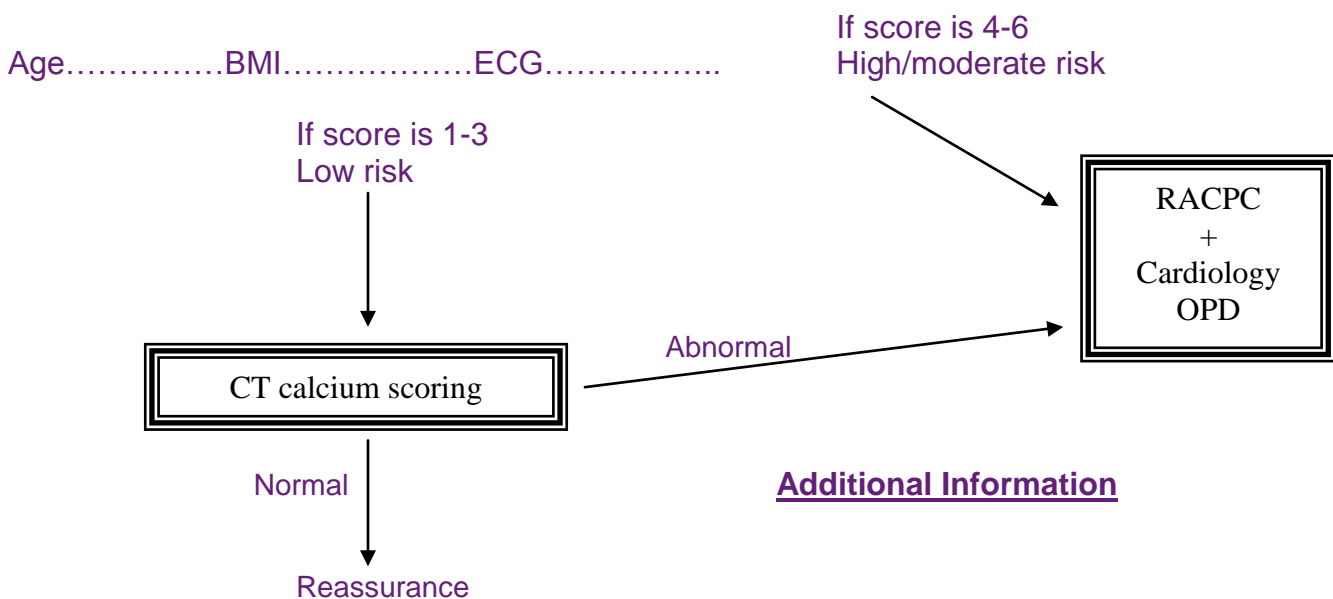 If score is 4-6
High/moderate risk
Age……………BMI………………ECG……………..
If score is 1-3
Low risk
RACPC
+
Cardiology
OPD
Abnormal
CT calcium scoring
Normal
Additional Information
Reassurance